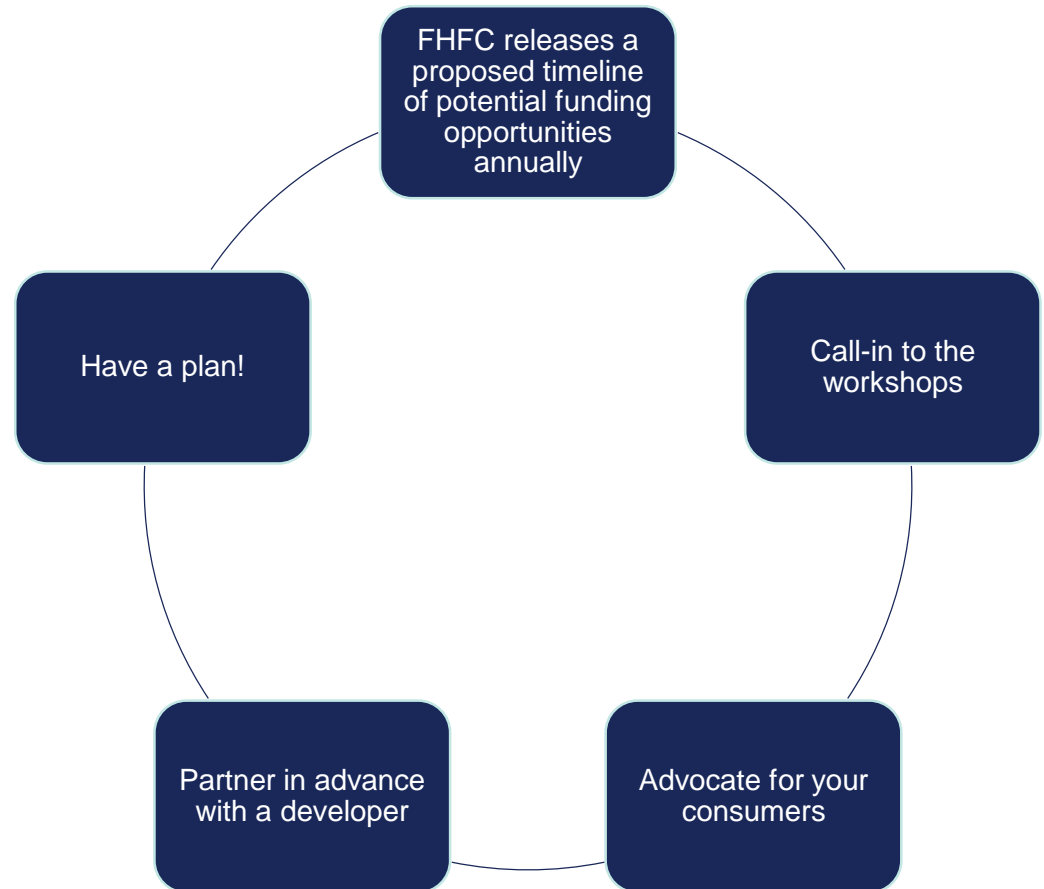 FHFC releases a
proposed timeline
of potential funding
opportunities
annually
Call-in to the
workshops
Advocate for your
consumers
Partner in advance
with a developer
Have a plan!